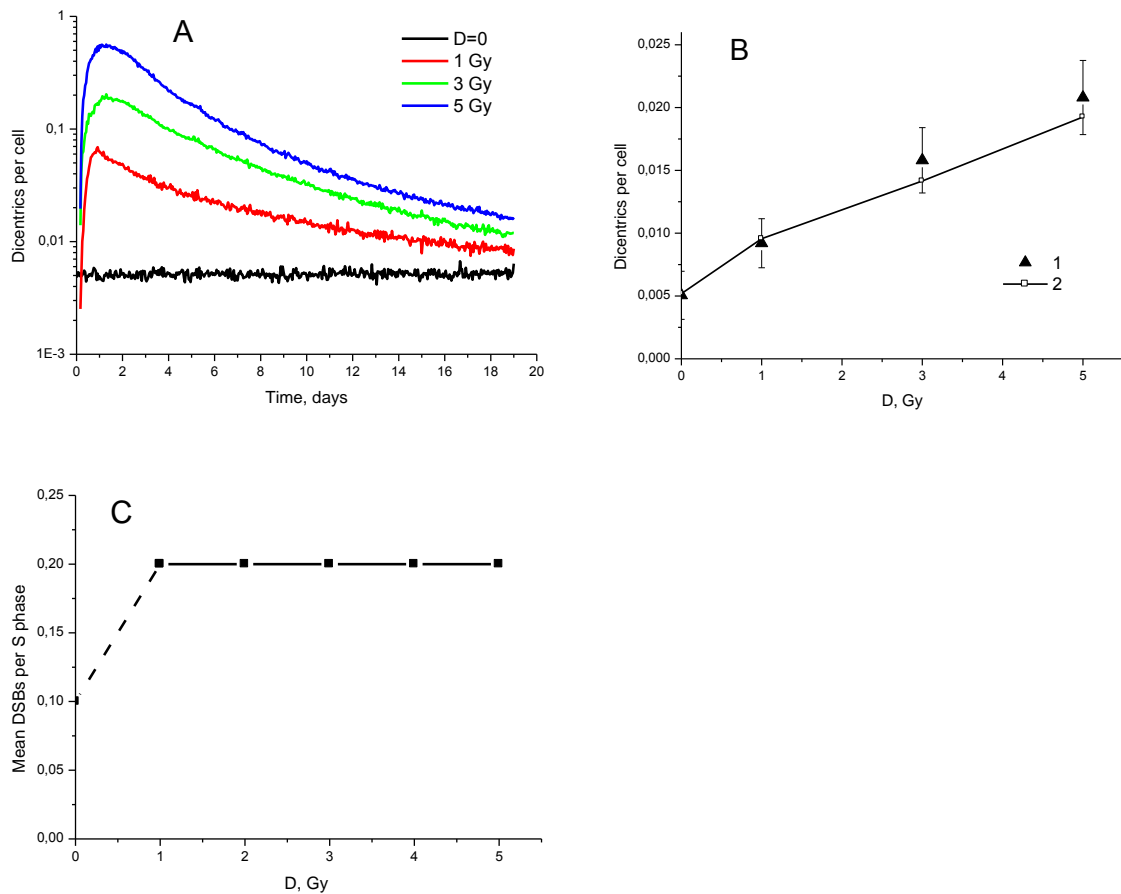 A
D=0
1 Gy
3 Gy
5 Gy
1
0,1
0,01
1E-3
Dicentrics per cell
0 2 4 6 8 10 12 14 16 18 20
Time, days
B
0,025
0,020
0,015
0,010
0,005
0,000
Dicentrics per cell
1
2
0 1 2 3 4 5
D, Gy
C
0,25
0,20
0,15
0,10
0,05
0,00
Mean DSBs per S phase
0 1 2 3 4 5
D, Gy